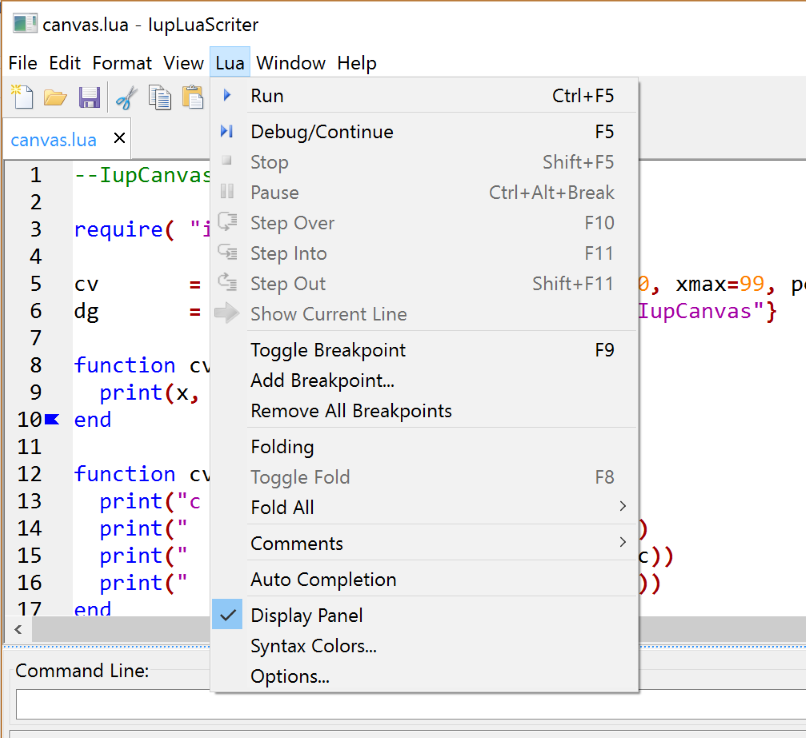 canvas.lua - IupLuaScriter
File Edit Format View Lua Window Help
canvas.lua ×
Run Ctrl+F5
Debug/Continue F5
Stop Shift+F5
Pause Ctrl+Alt+Break
Step Over F10
Step Into F11
Step Out Shift+F11
Show Current Line
Toggle Breakpoint F9
Add Breakpoint...
Remove All Breakpoints
Folding
Toggle Fold F8
Fold All
Comments
Auto Completion
Display Panel
Syntax Colors...
Options...
1 --IupCanvas
2
3 require( "i
4
5 cv = 0, xmax=99, po
6 dg = IupCanvas"}
7
8 function cv
9 print(x,
10 end
11
12 function cv
13 print("c
14 print(" )
15 print(" c))
16 print(" ))
17 end
Command Line: